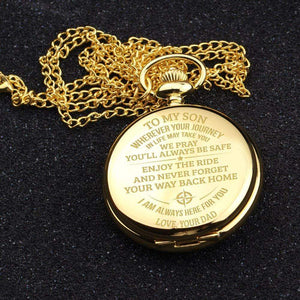 TO MY SON
WHEREVER YOUR JOURNEY
IN LIFE MAY TAKE YOU
WE PRAY
YOU'LL ALWAYS BE SAFE
ENJOY THE RIDE
AND NEVER FORGET
YOUR WAY BACK HOME
I AM ALWAYS HERE FOR YOU
LOVE, YOUR DAD